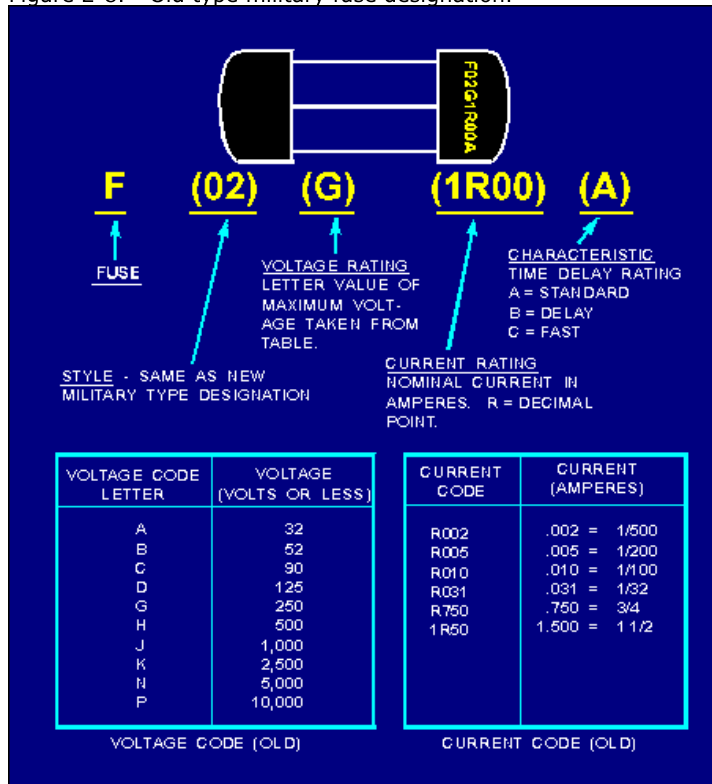 Figure 2-8. - Old type military fuse designation.
F02G1R00A
F (02) (G) (1R00) (A)
FUSE
VOLTAGE RATING
LETTER VALUE OF
MAXIMUM VOLT-
AGE TAKEN FROM
TABLE.
CHARACTERISTIC
TIME DELAY RATING
A = STANDARD
B = DELAY
C = FAST
STYLE - SAME AS NEW
MILITARY TYPE DESIGNATION
CURRENT RATING
NOMINAL CURRENT IN
AMPERES. R = DECIMAL
POINT.
VOLTAGE CODE LETTER
VOLTAGE (VOLTS OR LESS)
A 32
B 52
C 90
D 125
G 250
H 500
J 1,000
K 2,500
N 5,000
P 10,000
VOLTAGE CODE (OLD)
CURRENT CODE
CURRENT (AMPERES)
R002 .002 = 1/500
R005 .005 = 1/200
R010 .010 = 1/100
R031 .031 = 1/32
R750 .750 = 3/4
1R50 1.500 = 1 1/2
CURRENT CODE (OLD)